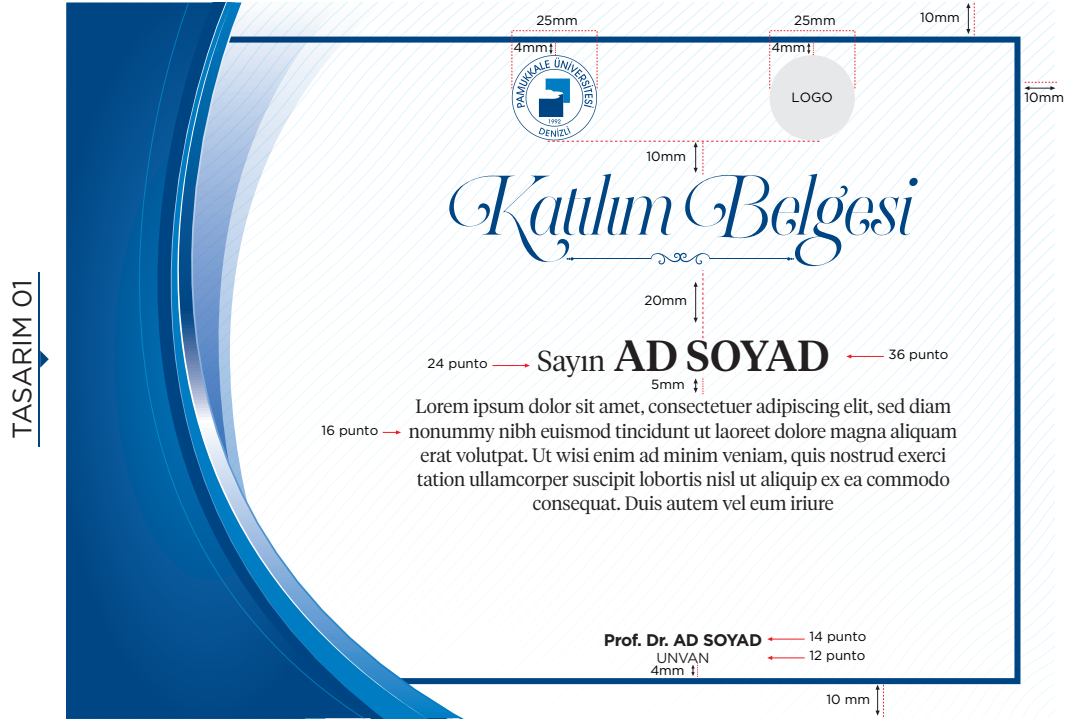 TASARIM 01
10mm
25mm
25mm
4mm
4mm
10mm
PAMUKKALE ÜNİVERSİTESİ
1992
DENİZLİ
LOGO
10mm
Katılım Belgesi
20mm
24 punto
Sayın AD SOYAD
36 punto
5mm
Lorem ipsum dolor sit amet, consectetuer adipiscing elit, sed diam
16 punto
nonummy nibh euismod tincidunt ut laoreet dolore magna aliquam
erat volutpat. Ut wisi enim ad minim veniam, quis nostrud exerci
tation ullamcorper suscipit lobortis nisl ut aliquip ex ea commodo
consequat. Duis autem vel eum iriure
Prof. Dr. AD SOYAD
14 punto
UNVAN
12 punto
4mm
10 mm